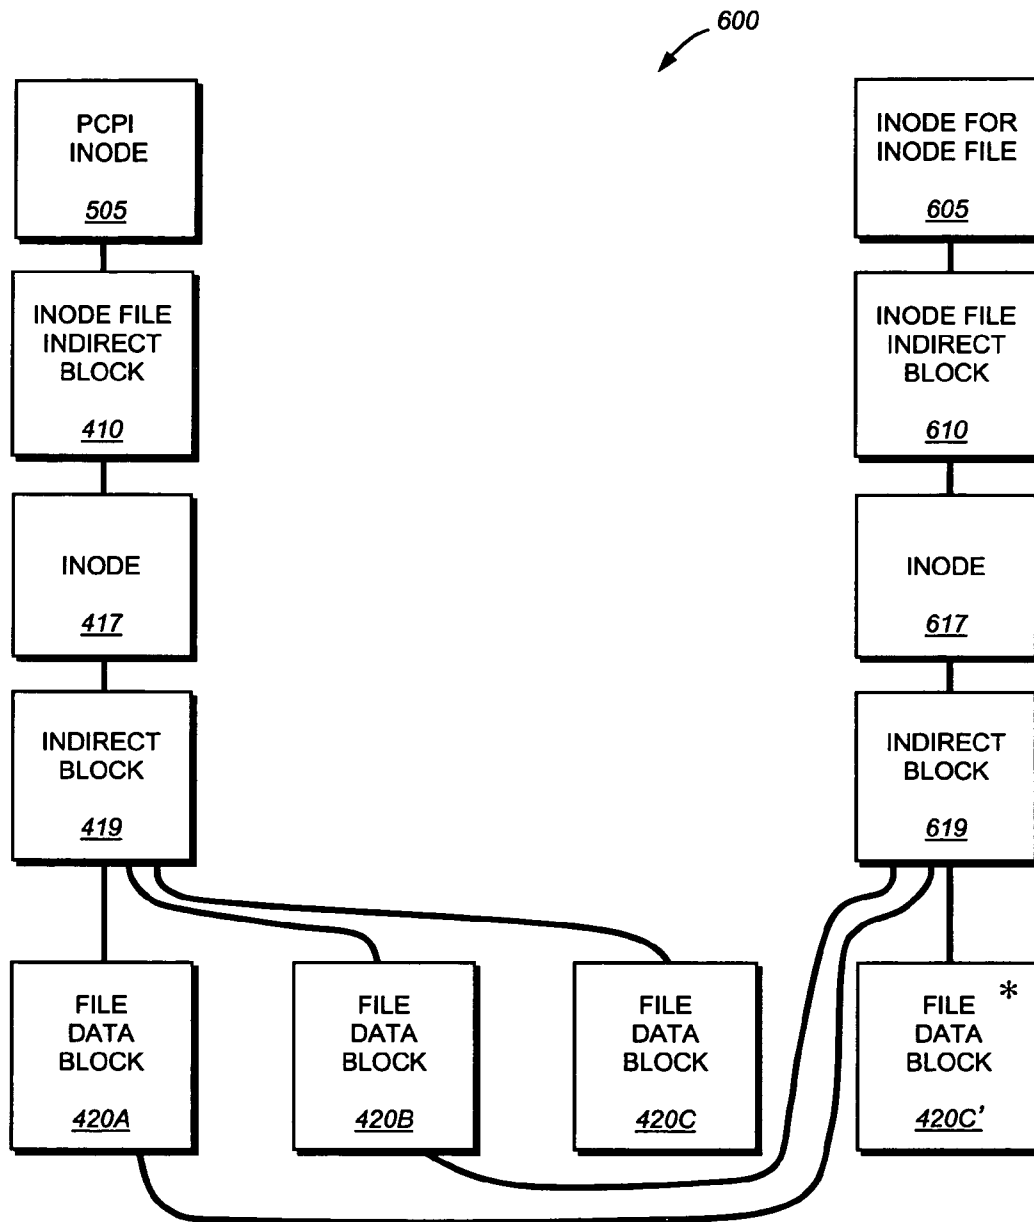 600
PCPI
INODE
505
INODE FOR
INODE FILE
605
INODE FILE
INDIRECT
BLOCK
410
INODE FILE
INDIRECT
BLOCK
610
INODE
417
INODE
617
INDIRECT
BLOCK
419
INDIRECT
BLOCK
619
FILE
DATA
BLOCK
420A
FILE
DATA
BLOCK
420B
FILE
DATA
BLOCK
420C
FILE *
DATA
BLOCK
420C'